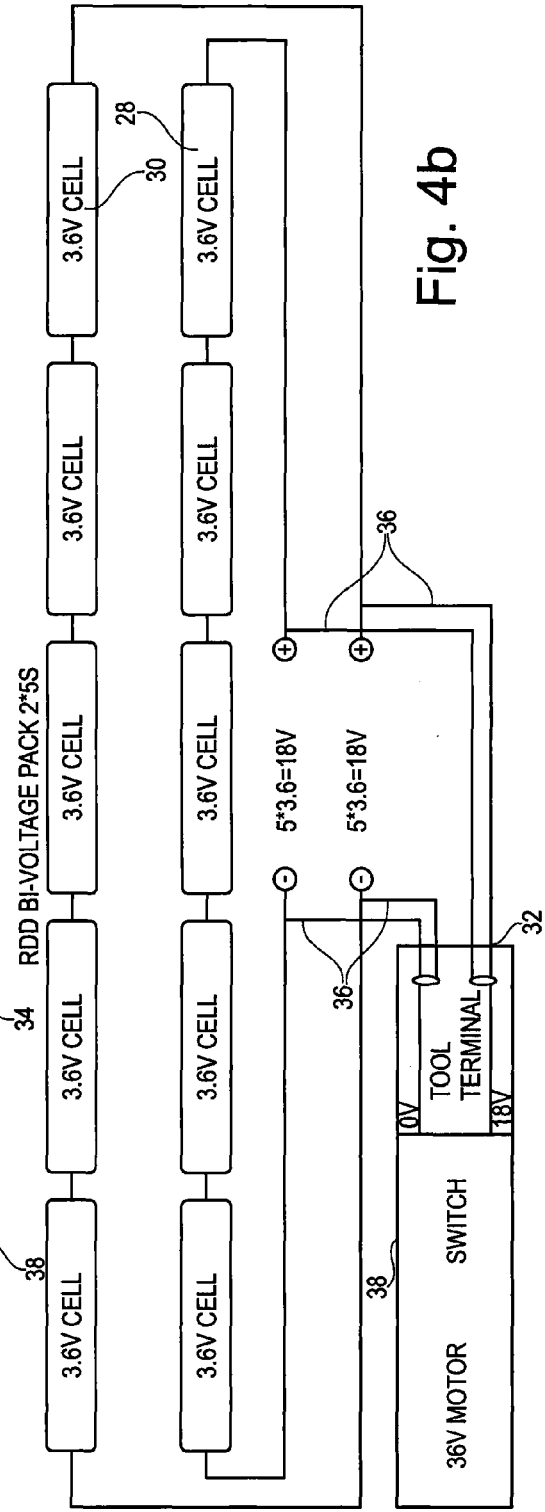 34
RDD BI-VOLTAGE PACK 2*5S
38
3.6V CELL
3.6V CELL
3.6V CELL
3.6V CELL
3.6V CELL
30
3.6V CELL
3.6V CELL
3.6V CELL
3.6V CELL
3.6V CELL
28
- 5*3.6=18V +
- 5*3.6=18V +
36
36
32
38
36V MOTOR
SWITCH
0V
TOOL
TERMINAL
18V
Fig. 4b